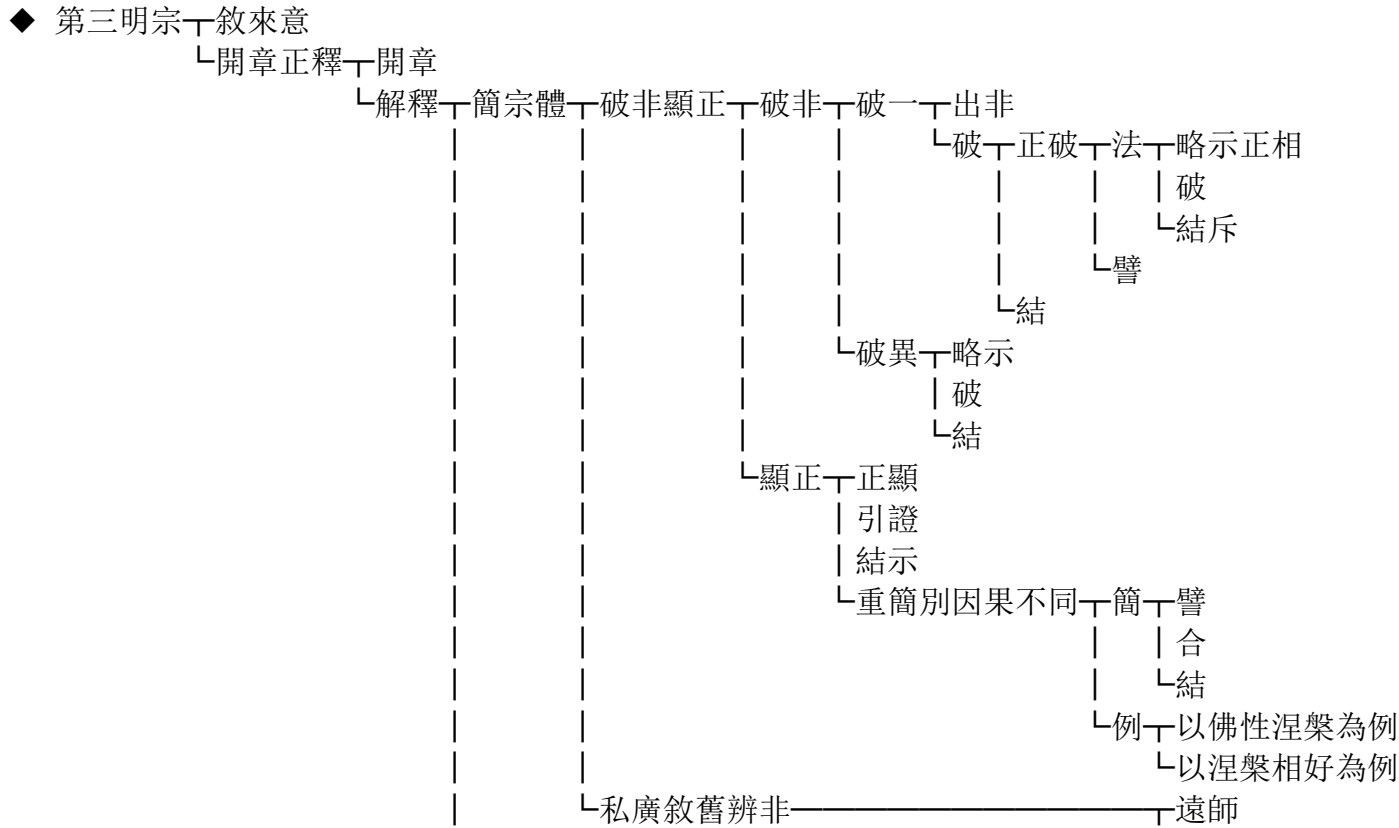 ◆ 第三明宗┬敘來意
└開章正釋┬開章
└解釋┬簡宗體┬破非顯正┬破非┬破一┬出非
│ │ │ │ └破┬正破┬法┬略示正相
│ │ │ │ │ │ │破
│ │ │ │ │ │ └結斥
│ │ │ │ │ └譬
│ │ │ │ └結
│ │ │ └破異┬略示
│ │ │ │破
│ │ │ └結
│ │ └顯正┬正顯
│ │ │引證
│ │ │結示
│ │ └重簡別因果不同┬簡┬譬
│ │ │ │合
│ │ │ └結
│ │ └例┬以佛性涅槃為例
│ │ └以涅槃相好為例
│ └私廣敘舊辨非───────────┬遠師